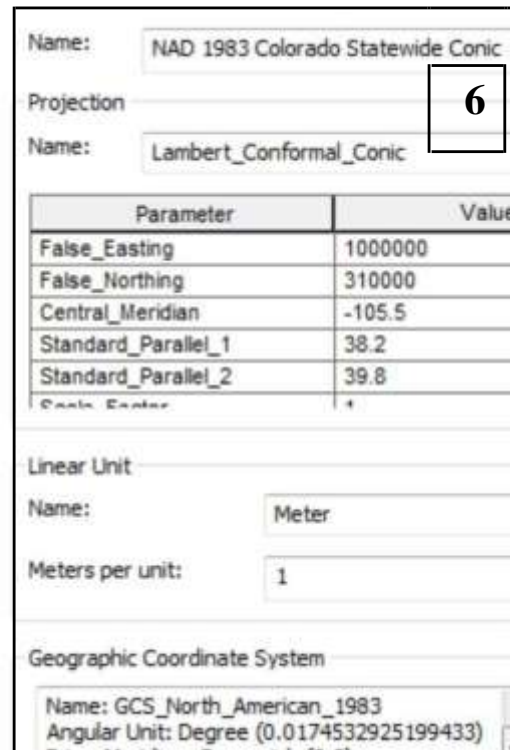 Name: NAD 1983 Colorado Statewide Conic
6
Projection
Name: Lambert_Conformal_Conic
Parameter Value
False_Easting 1000000
False_Northing 310000
Central_Meridian -105.5
Standard_Parallel_1 38.2
Standard_Parallel_2 39.8
Linear Unit
Name: Meter
Meters per unit: 1
Geographic Coordinate System
Name: GCS_North_American_1983
Angular Unit: Degree (0.0174532925199433)